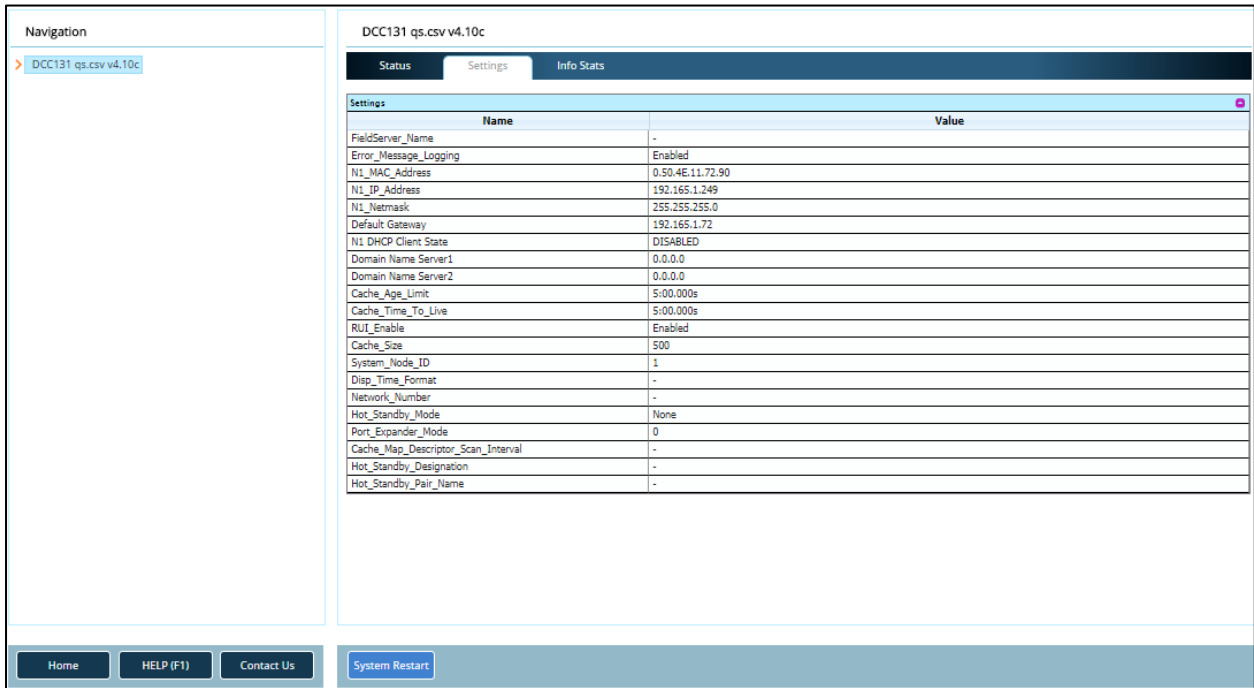 Navigation
DCC131 qs.csv v4.10c
DCC131 qs.csv v4.10c
Status Settings Info Stats
Settings
Name Value
FieldServer_Name -
Error_Message_Logging Enabled
N1_MAC_Address 0.50.4E.11.72.90
N1_IP_Address 192.165.1.249
N1_Netmask 255.255.255.0
Default Gateway 192.165.1.72
N1 DHCP Client State DISABLED
Domain Name Server1 0.0.0.0
Domain Name Server2 0.0.0.0
Cache_Age_Limit 5:00.000s
Cache_Time_To_Live 5:00.000s
RUI_Enable Enabled
Cache_Size 500
System_Node_ID 1
Disp_Time_Format -
Network_Number -
Hot_Standby_Mode None
Port_Expander_Mode 0
Cache_Map_Descriptor_Scan_Interval -
Hot_Standby_Designation -
Hot_Standby_Pair_Name -
Home HELP (F1) Contact Us System Restart